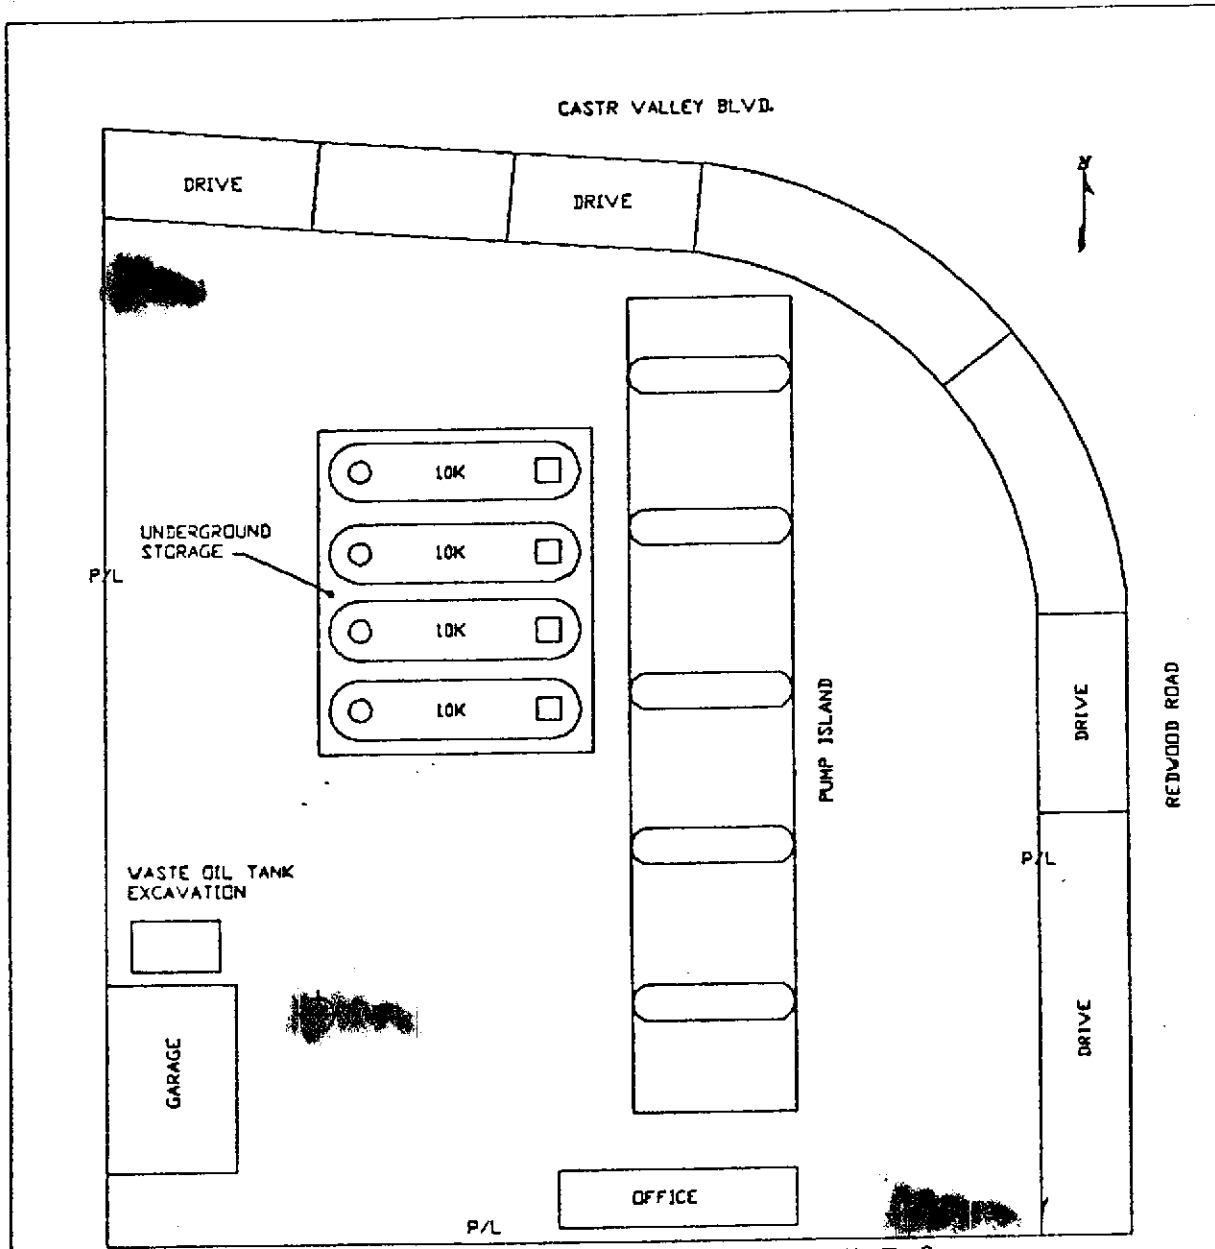 CASTR VALLEY BLVD.
DRIVE
DRIVE
N
10K
10K
10K
10K
UNDERGROUND
STORAGE
P/L
PUMP ISLAND
DRIVE
REDWOOD ROAD
P/L
WASTE OIL TANK
EXCAVATION
DRIVE
GARAGE
OFFICE
P/L